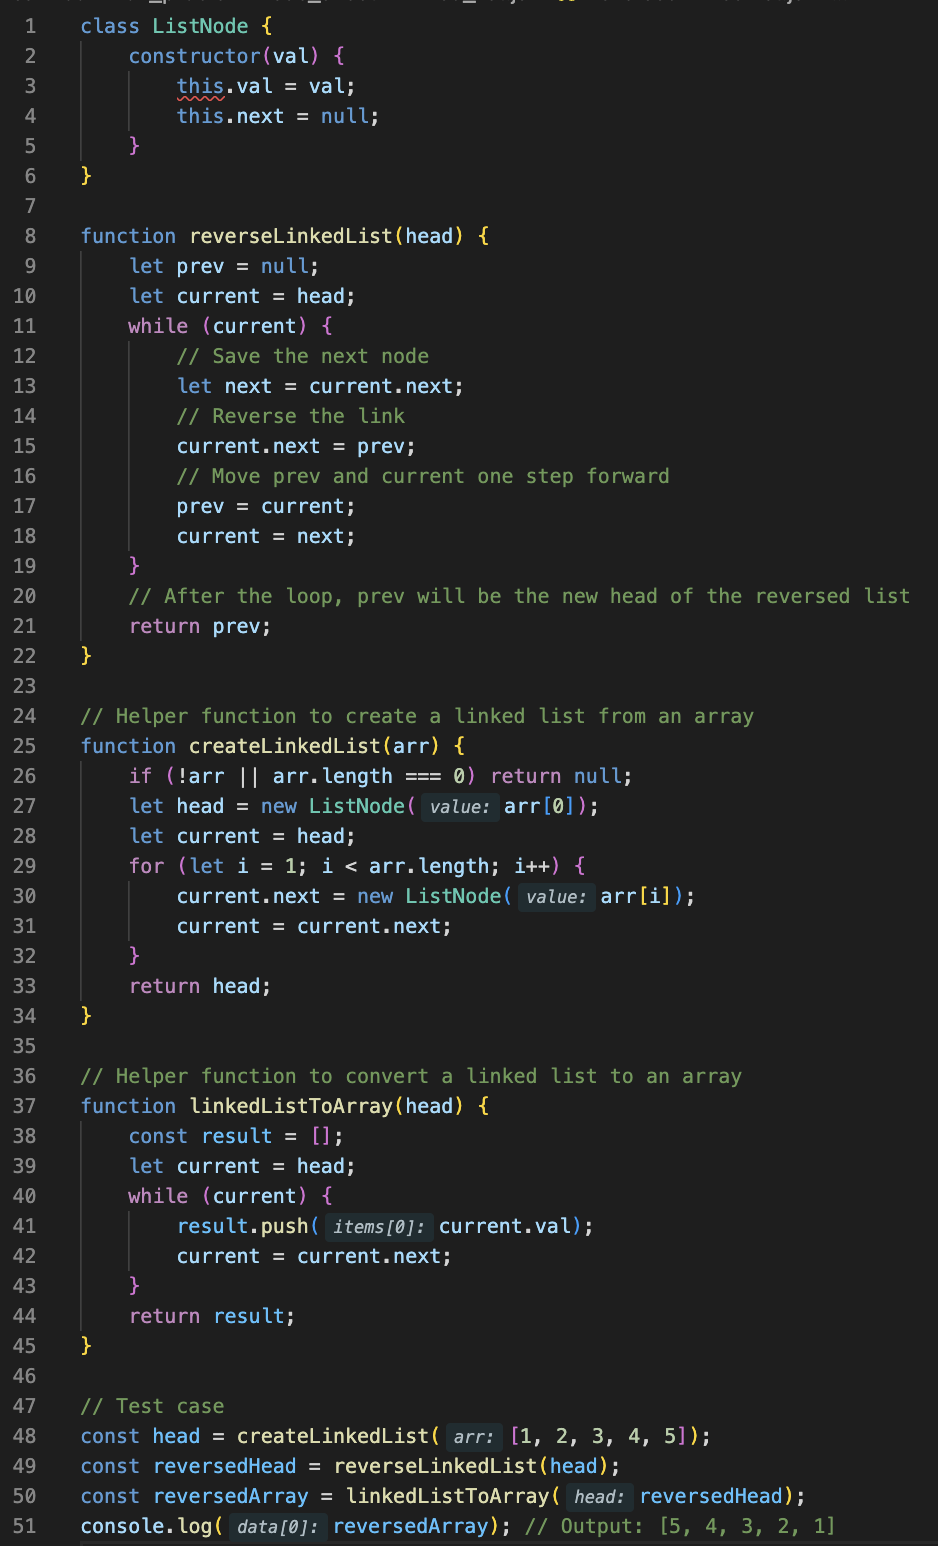 1 class ListNode {
2     constructor(val) {
3         this.val = val;
4         this.next = null;
5     }
6 }
7
8 function reverseLinkedList(head) {
9     let prev = null;
10     let current = head;
11     while (current) {
12         // Save the next node
13         let next = current.next;
14         // Reverse the link
15         current.next = prev;
16         // Move prev and current one step forward
17         prev = current;
18         current = next;
19     }
20     // After the loop, prev will be the new head of the reversed list
21     return prev;
22 }
23
24 // Helper function to create a linked list from an array
25 function createLinkedList(arr) {
26     if (!arr || arr.length === 0) return null;
27     let head = new ListNode( value: arr[0]);
28     let current = head;
29     for (let i = 1; i < arr.length; i++) {
30         current.next = new ListNode( value: arr[i]);
31         current = current.next;
32     }
33     return head;
34 }
35
36 // Helper function to convert a linked list to an array
37 function linkedListToArray(head) {
38     const result = [];
39     let current = head;
40     while (current) {
41         result.push( items[0]: current.val);
42         current = current.next;
43     }
44     return result;
45 }
46
47 // Test case
48 const head = createLinkedList( arr: [1, 2, 3, 4, 5]);
49 const reversedHead = reverseLinkedList(head);
50 const reversedArray = linkedListToArray( head: reversedHead);
51 console.log( data[0]: reversedArray); // Output: [5, 4, 3, 2, 1]